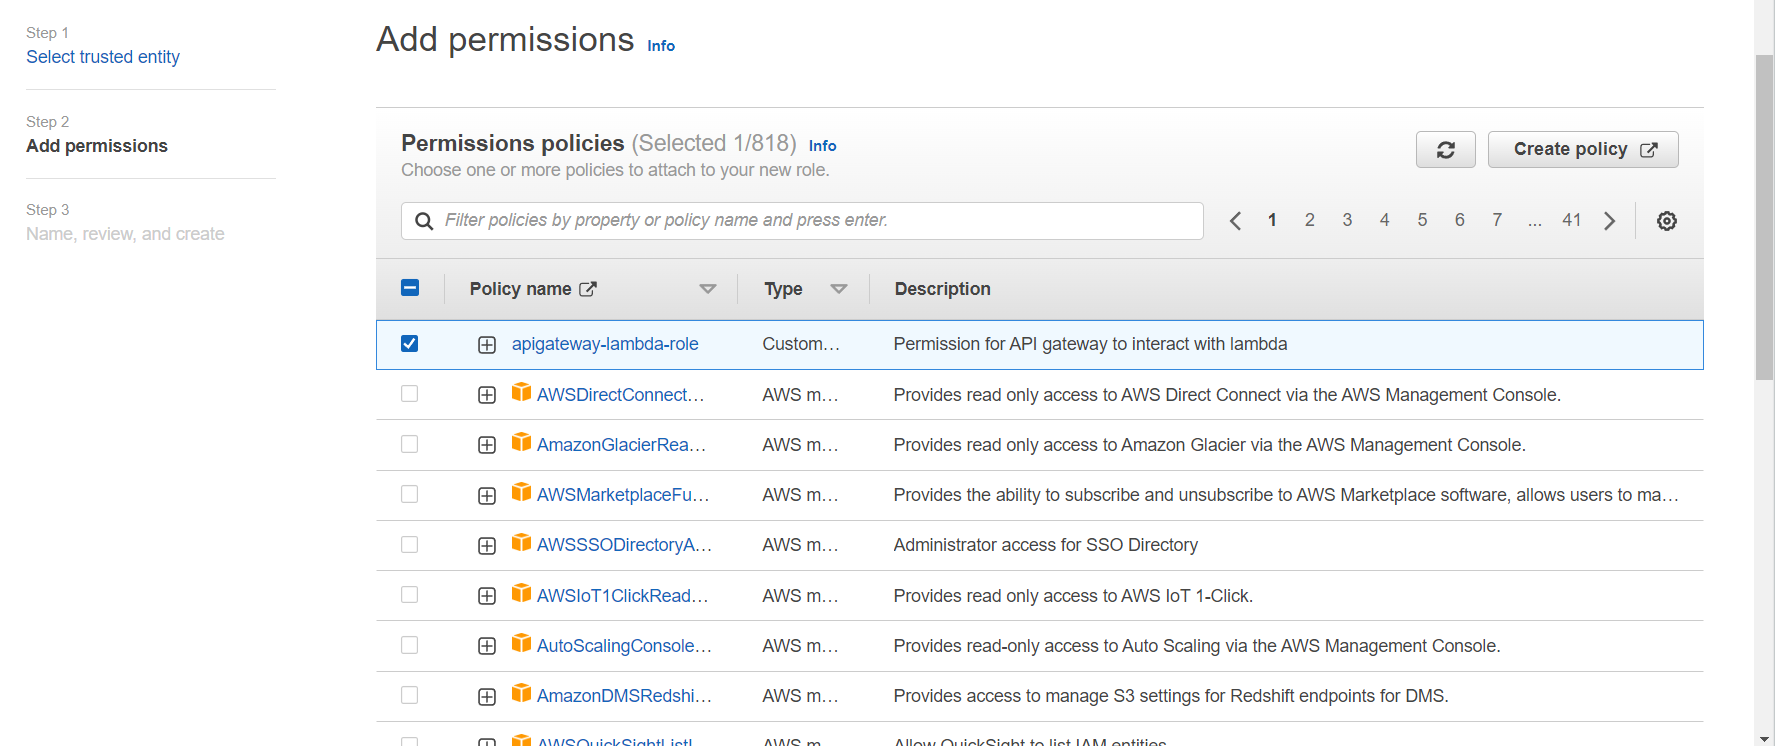 Step 1
Select trusted entity
Step 2
Add permissions
Step 3
Name, review, and create
Add permissions Info
Permissions policies (Selected 1/818) Info
Choose one or more policies to attach to your new role.
Create policy
Filter policies by property or policy name and press enter.
1 2 3 4 5 6 7 ... 41
Policy name Type Description
apigateway-lambda-role Custom… Permission for API gateway to interact with lambda
AWSDirectConnect… AWS m… Provides read only access to AWS Direct Connect via the AWS Management Console.
AmazonGlacierRea… AWS m… Provides read only access to Amazon Glacier via the AWS Management Console.
AWSMarketplaceFu… AWS m… Provides the ability to subscribe and unsubscribe to AWS Marketplace software, allows users to ma…
AWSSSODirectoryA… AWS m… Administrator access for SSO Directory
AWSIoT1ClickRead… AWS m… Provides read only access to AWS IoT 1-Click.
AutoScalingConsole… AWS m… Provides read-only access to Auto Scaling via the AWS Management Console.
AmazonDMSRedshi… AWS m… Provides access to manage S3 settings for Redshift endpoints for DMS.
AWSQuickSightListI… AWS m… Allow QuickSight to list IAM entities